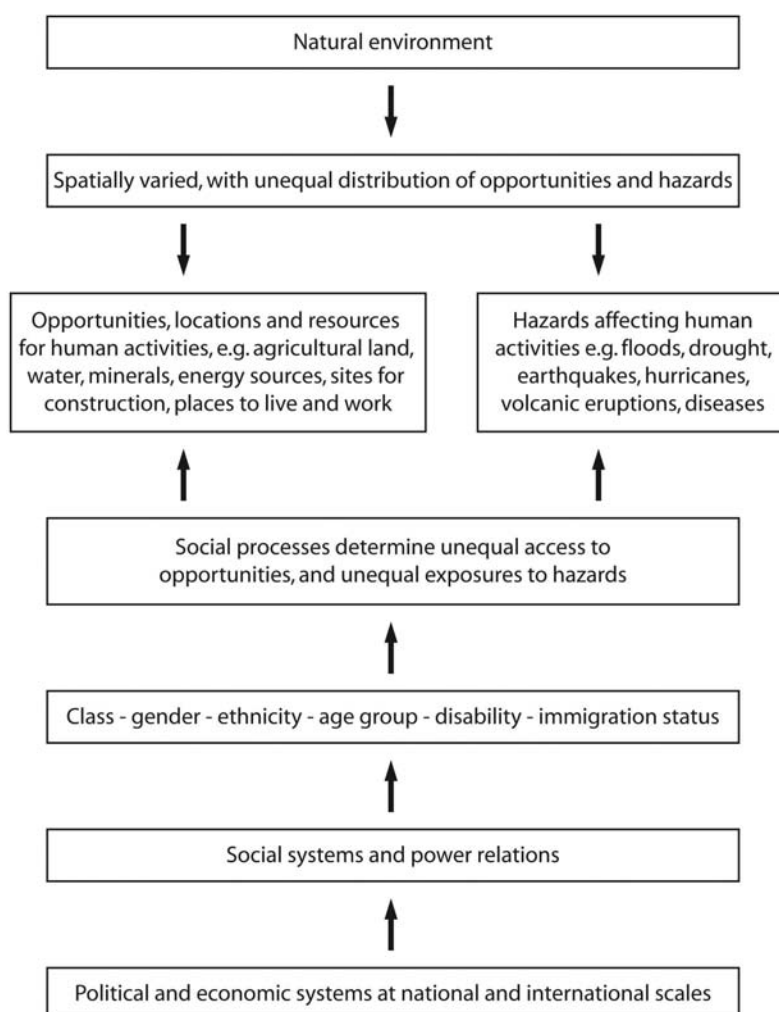 Natural environment
Spatially varied, with unequal distribution of opportunities and hazards
Opportunities, locations and resources
for human activities, e.g. agricultural land,
water, minerals, energy sources, sites for
construction, places to live and work
Hazards affecting human
activities e.g. floods, drought,
earthquakes, hurricanes,
volcanic eruptions, diseases
Social processes determine unequal access to
opportunities, and unequal exposures to hazards
Class - gender - ethnicity - age group - disability - immigration status
Social systems and power relations
Political and economic systems at national and international scales